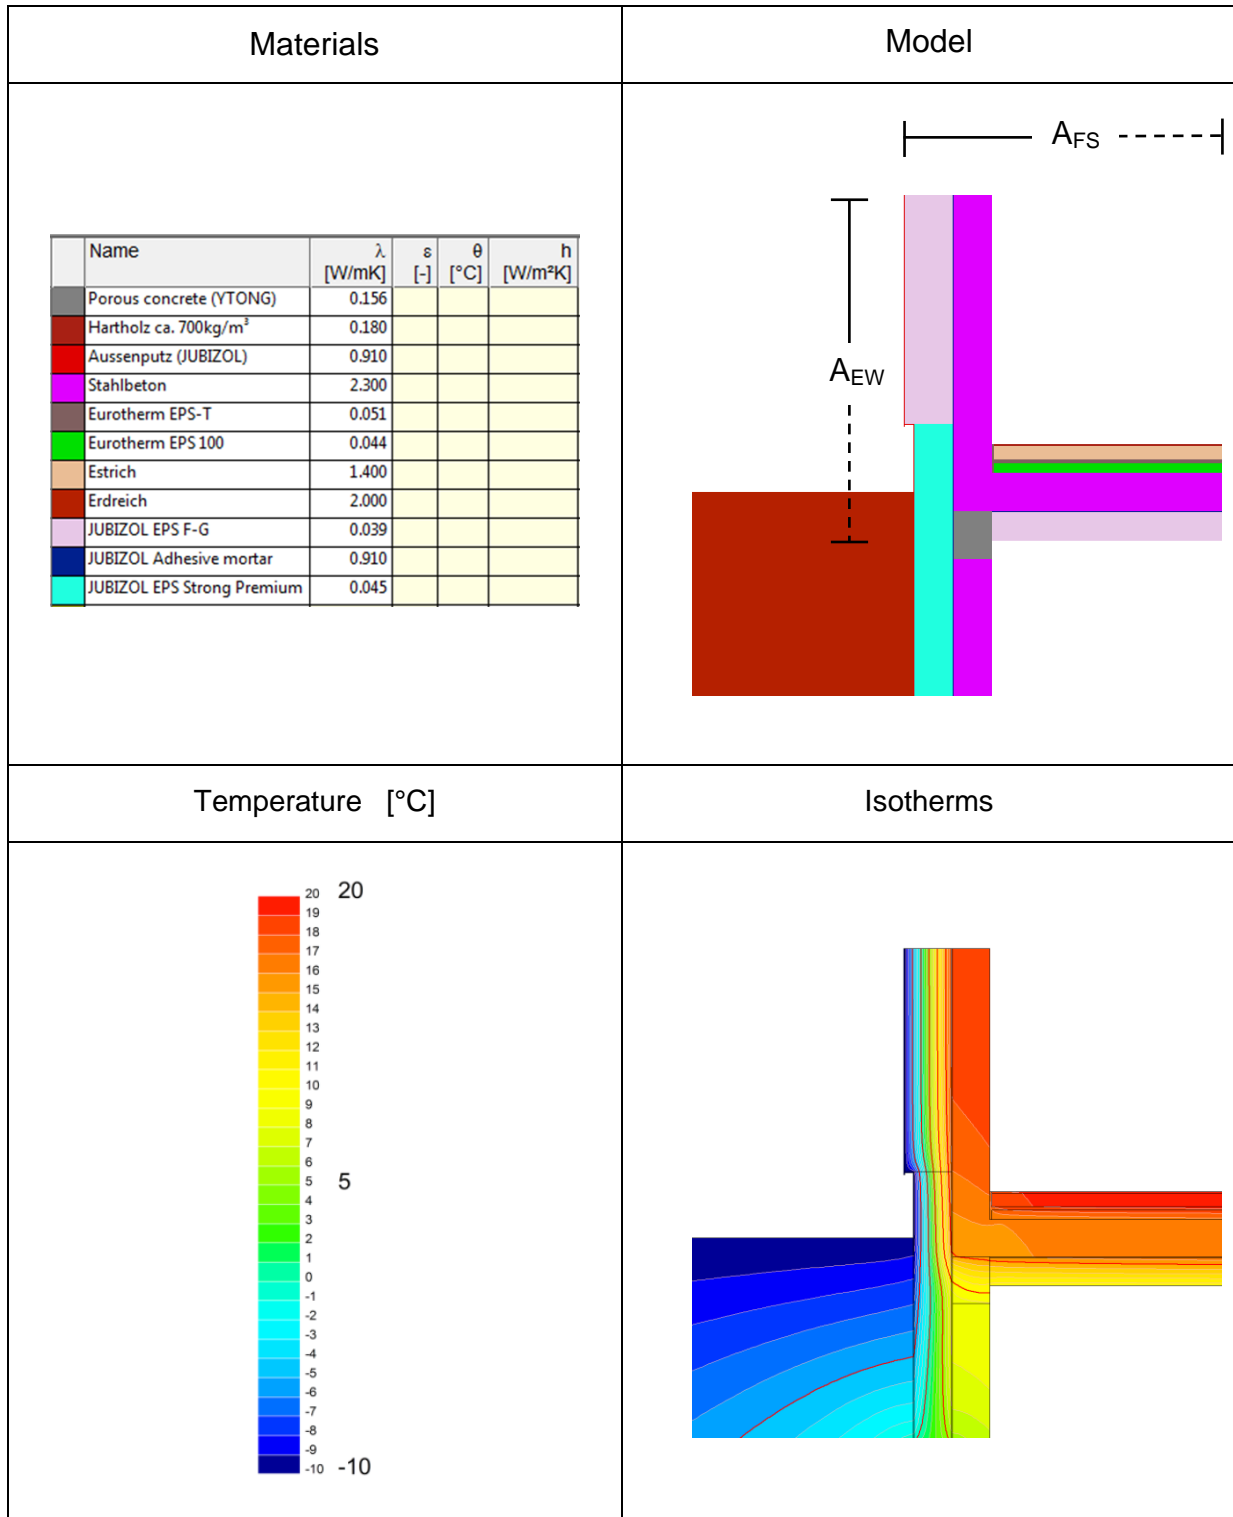 Materials
Model
Name λ ε θ h
[W/mK] [-] [°C] [W/m²K]
Porous concrete (YTONG) 0.156
Hartholz ca. 700kg/m³ 0.180
Aussenputz (JUBIZOL) 0.910
Stahlbeton 2.300
Eurotherm EPS-T 0.051
Eurotherm EPS 100 0.044
Estrich 1.400
Erdreich 2.000
JUBIZOL EPS F-G 0.039
JUBIZOL Adhesive mortar 0.910
JUBIZOL EPS Strong Premium 0.045
AFS
AEW
Temperature [°C]
Isotherms
20 20
19
18
17
16
15
14
13
12
11
10
9
8
7
6
5 5
4
3
2
1
0
-1
-2
-3
-4
-5
-6
-7
-8
-9
-10 -10